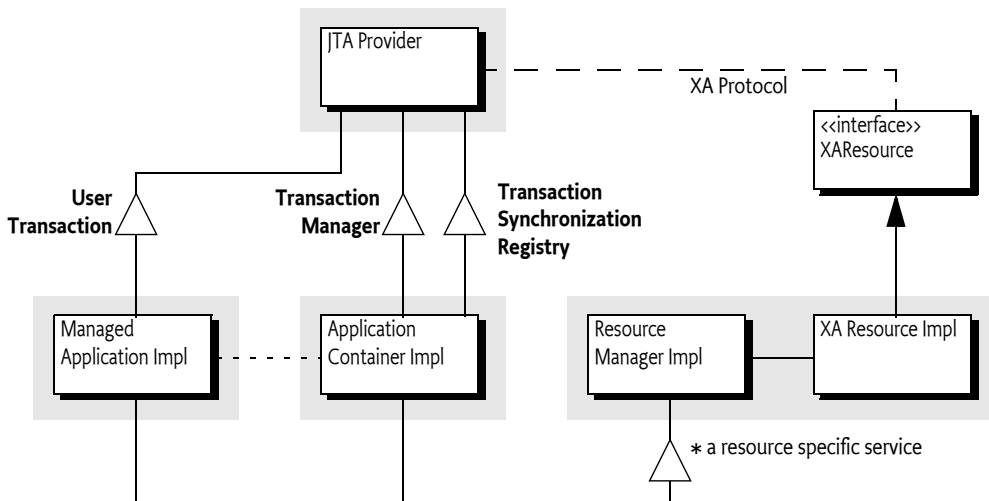 JTA Provider
XA Protocol
<<interface>>
XAResource
User
Transaction
Transaction
Manager
Transaction
Synchronization
Registry
Managed
Application Impl
Application
Container Impl
Resource
Manager Impl
XA Resource Impl
* a resource specific service